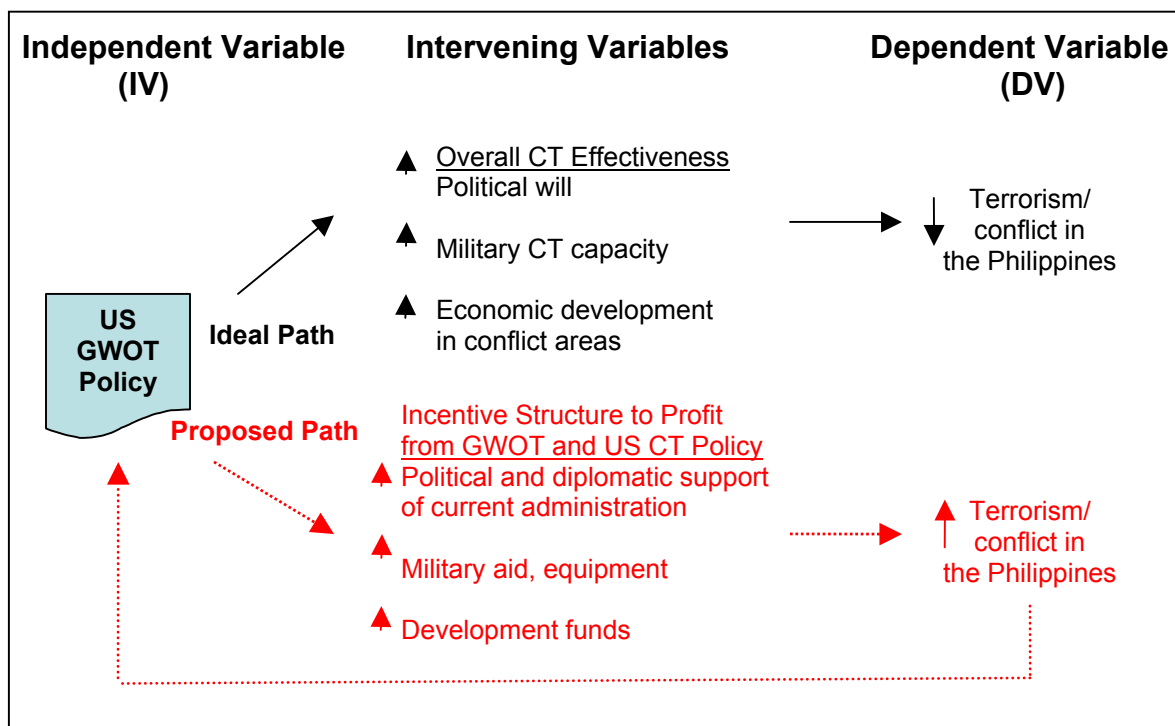 Independent Variable
(IV)
Intervening Variables
Dependent Variable
(DV)
Overall CT Effectiveness
Political will
Military CT capacity
Economic development
in conflict areas
Terrorism/
conflict in
the Philippines
US
GWOT
Policy
Ideal Path
Proposed Path
Incentive Structure to Profit
from GWOT and US CT Policy
Political and diplomatic support
of current administration
Military aid, equipment
Development funds
Terrorism/
conflict in
the Philippines